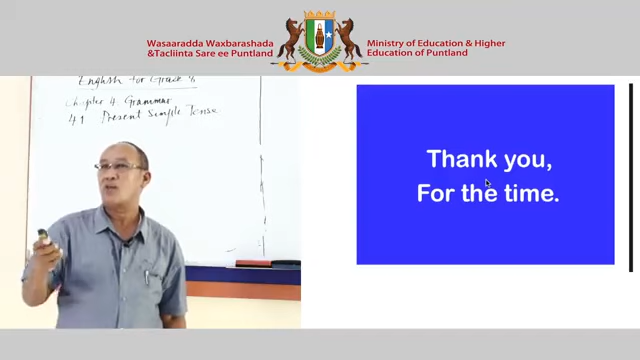 Wasaaradda Waxbarashada
&Tacliinta Sare ee Puntland
Ministry of Education & Higher
Education of Puntland
English for Grade 8
Chapter 4. Grammar
4.1 Present Simple Tense
Thank you,
For the time.